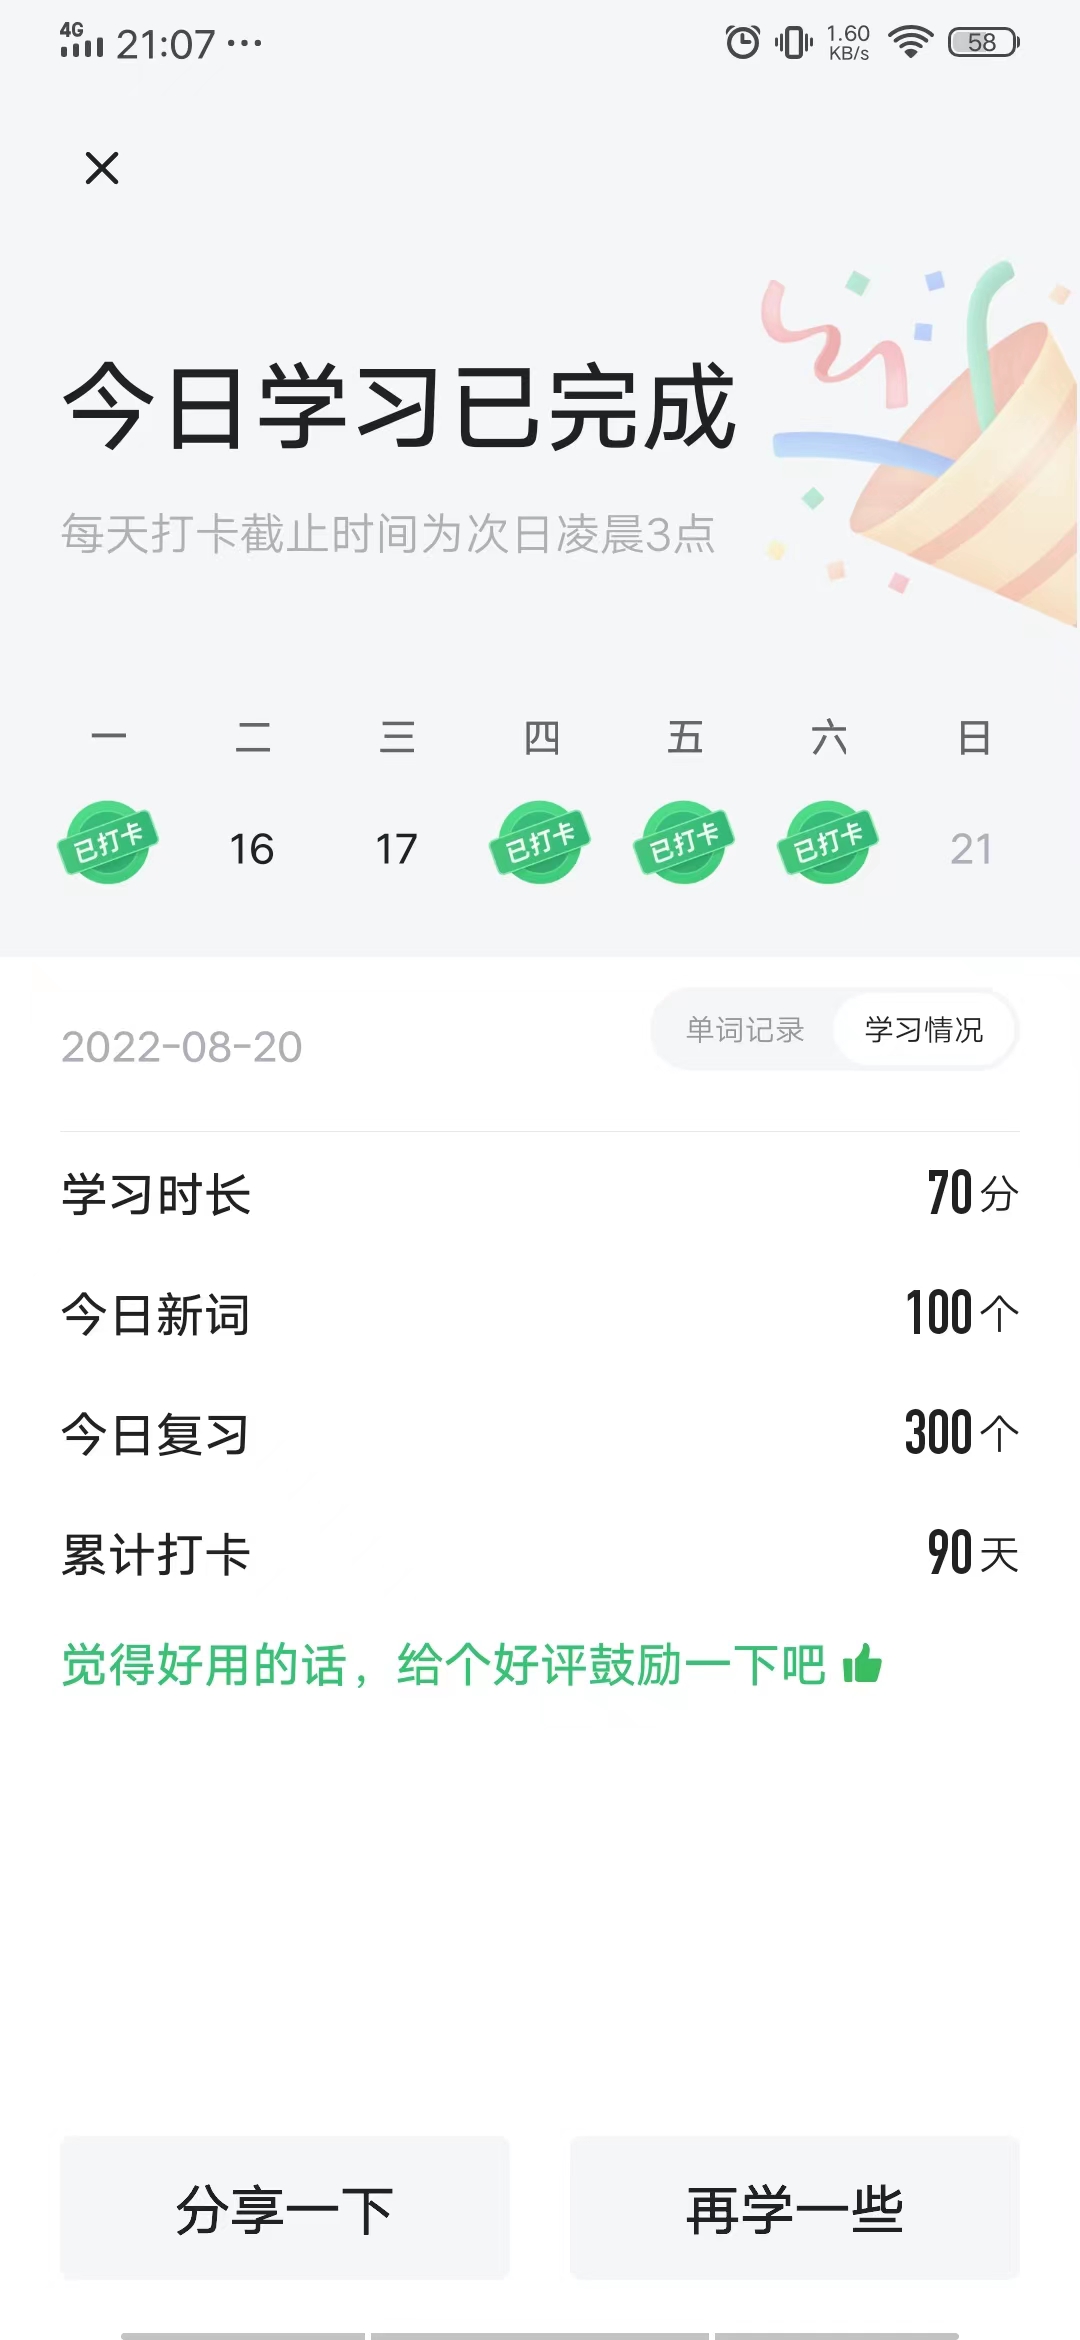 4G 21:07 ··· 1.60 KB/s 58
今日学习已完成
每天打卡截止时间为次日凌晨3点
一 二 三 四 五 六 日
已打卡 16 17 已打卡 已打卡 已打卡 21
2022-08-20 单词记录 学习情况
学习时长 70分
今日新词 100个
今日复习 300个
累计打卡 90天
觉得好用的话，给个好评鼓励一下吧
分享一下 再学一些